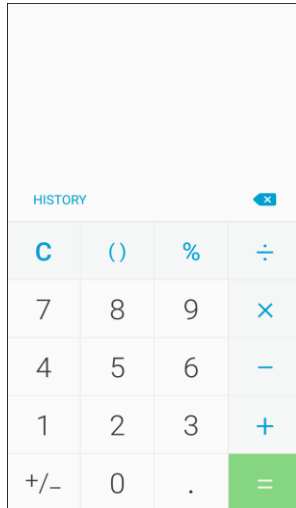 HISTORY
C ( ) % ÷
7 8 9 ×
4 5 6 −
1 2 3 +
+/− 0 . =